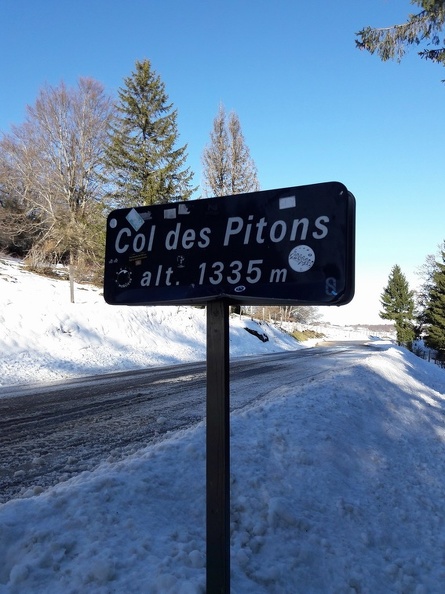 Col des Pitons
alt. 1335 m